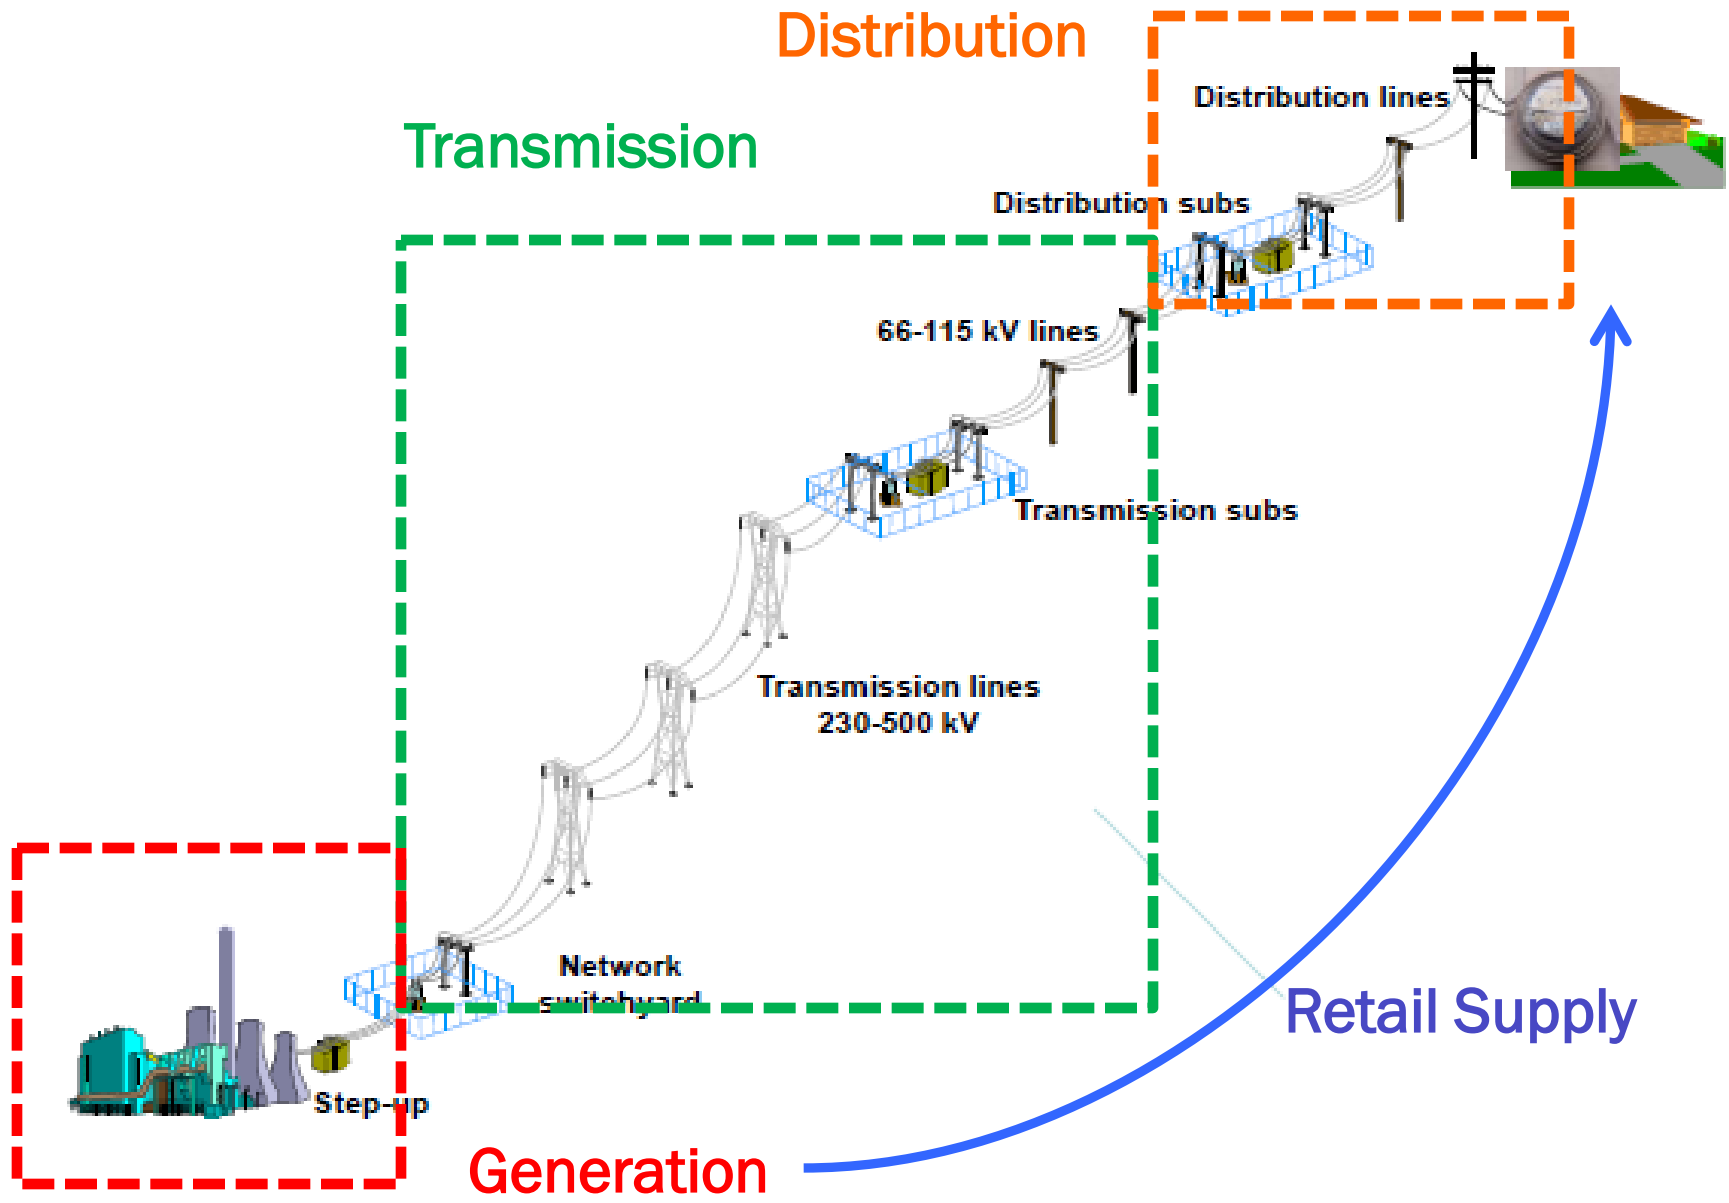 Distribution
Distribution lines
Transmission
Distribution subs
66-115 kV lines
Transmission subs
Transmission lines
230-500 kV
Network
switchyard
Retail Supply
Step-up
Generation